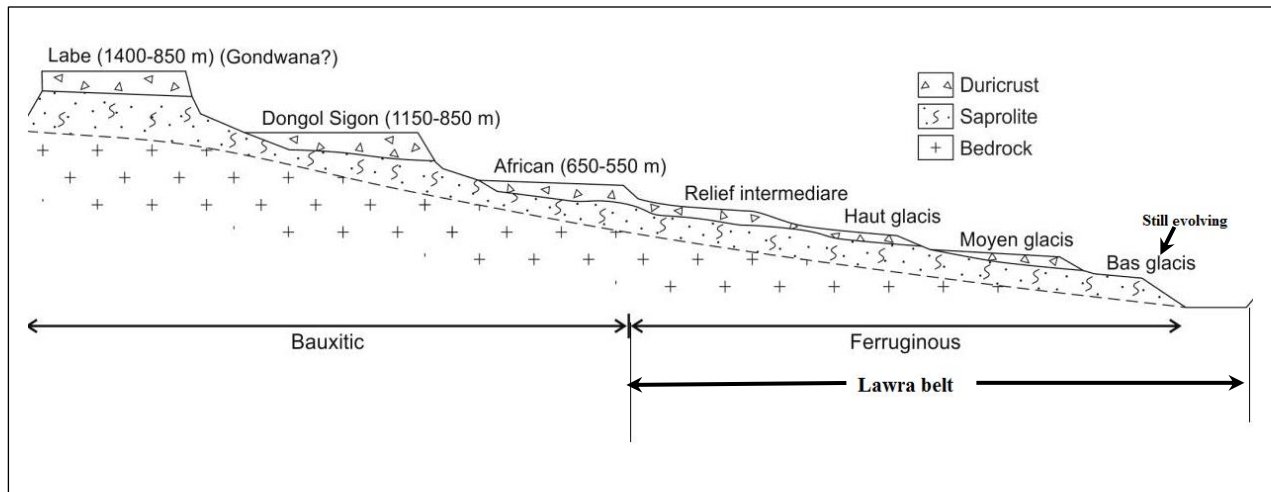 Labe (1400-850 m) (Gondwana?)
Dongol Sigon (1150-850 m)
African (650-550 m)
Relief intermediare
Haut glacis
Moyen glacis
Still evolving
Bas glacis
Duricrust
Saprolite
Bedrock
Bauxitic
Ferruginous
Lawra belt